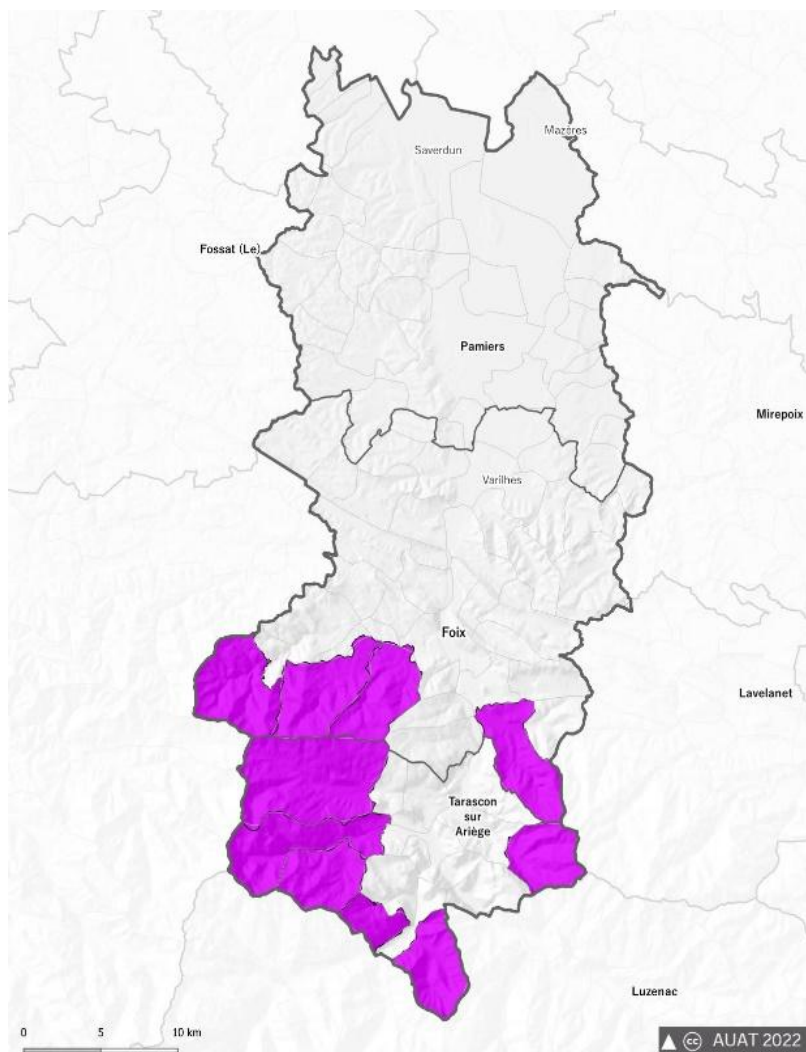 Saverdun
Mazères
Fossat (Le)
Pamiers
Mirepoix
Varilhes
Foix
Lavelanet
Tarascon
sur
Ariège
Luzenac
0 5 10 km
cc AUAT 2022